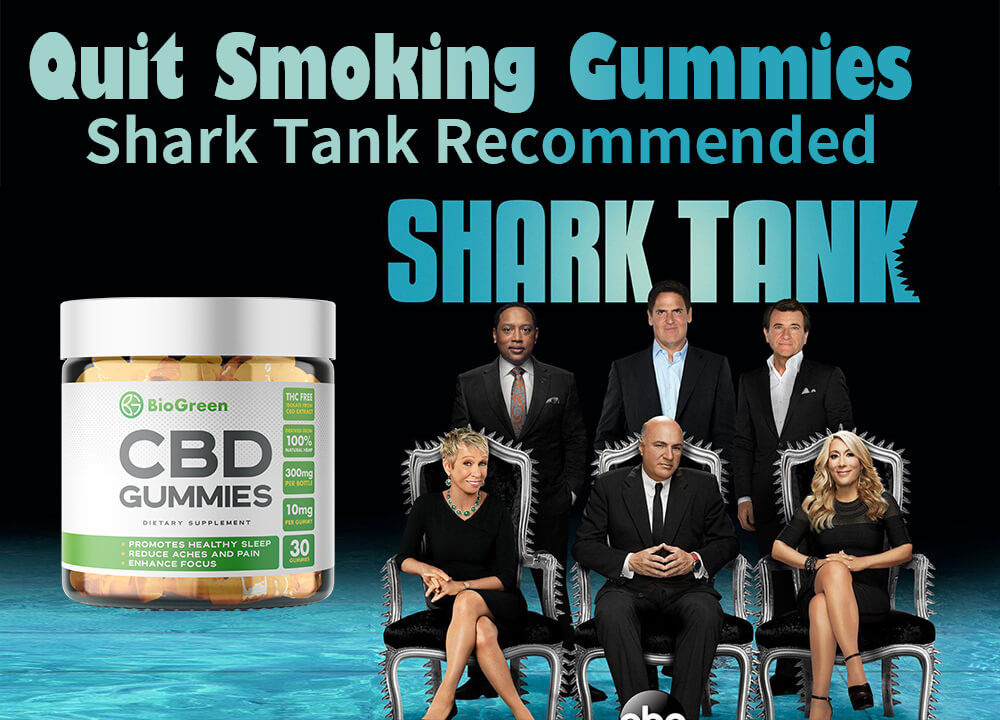 Quit Smoking Gummies
Shark Tank Recommended
SHARK TANK
BioGreen
CBD
GUMMIES
DIETARY SUPPLEMENT
• PROMOTES HEALTHY SLEEP
• REDUCE ACHES AND PAIN
• ENHANCE FOCUS
THC FREE
ISOLATE FROM
CBD EXTRACT
DERIVED FROM
100%
NATURAL HEMP
300mg
PER BOTTLE
10mg
PER GUMMY
30
GUMMIES
abc